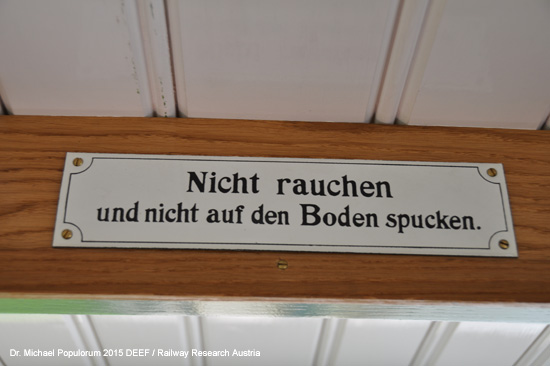 Nicht rauchen
und nicht auf den Boden spucken.
Dr. Michael Populorum 2015 DEEF / Railway Research Austria